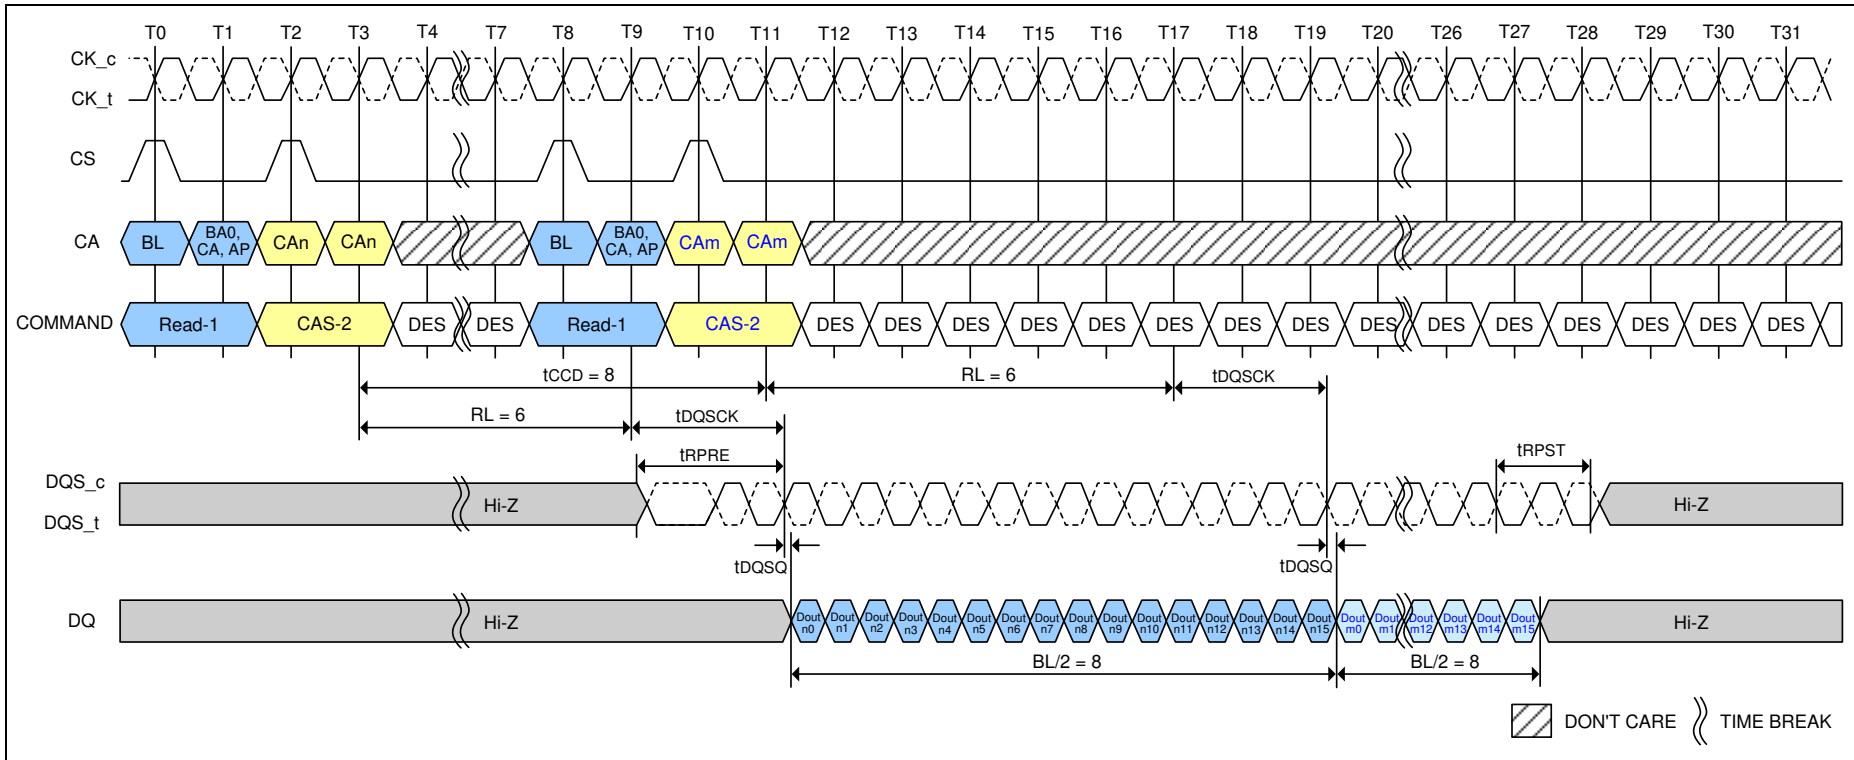 T0 T1 T2 T3 T4 T7 T8 T9 T10 T11 T12 T13 T14 T15 T16 T17 T18 T19 T20 T26 T27 T28 T29 T30 T31
CK_c
CK_t
CS
CA BL BA0, CA, AP CAn CAn BL BA0, CA, AP CAm CAm
COMMAND Read-1 CAS-2 DES DES Read-1 CAS-2 DES DES DES DES DES DES DES DES DES DES DES DES DES DES DES
tCCD = 8 RL = 6 tDQSCK
RL = 6 tDQSCK
tRPRE tRPST
DQS_c
Hi-Z Hi-Z
DQS_t
tDQSQ tDQSQ
DQ Hi-Z Dout n0 Dout n1 Dout n2 Dout n3 Dout n4 Dout n5 Dout n6 Dout n7 Dout n8 Dout n9 Dout n10 Dout n11 Dout n12 Dout n13 Dout n14 Dout n15 Dout m0 Dout m1 Dout m12 Dout m13 Dout m14 Dout m15 Hi-Z
BL/2 = 8 BL/2 = 8
DON'T CARE TIME BREAK